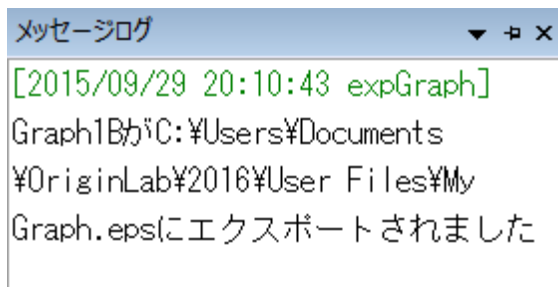 メッセージログ
[2015/09/29 20:10:43 expGraph]
Graph1BがC:¥Users¥Documents
¥OriginLab¥2016¥User Files¥My
Graph.epsにエクスポートされました